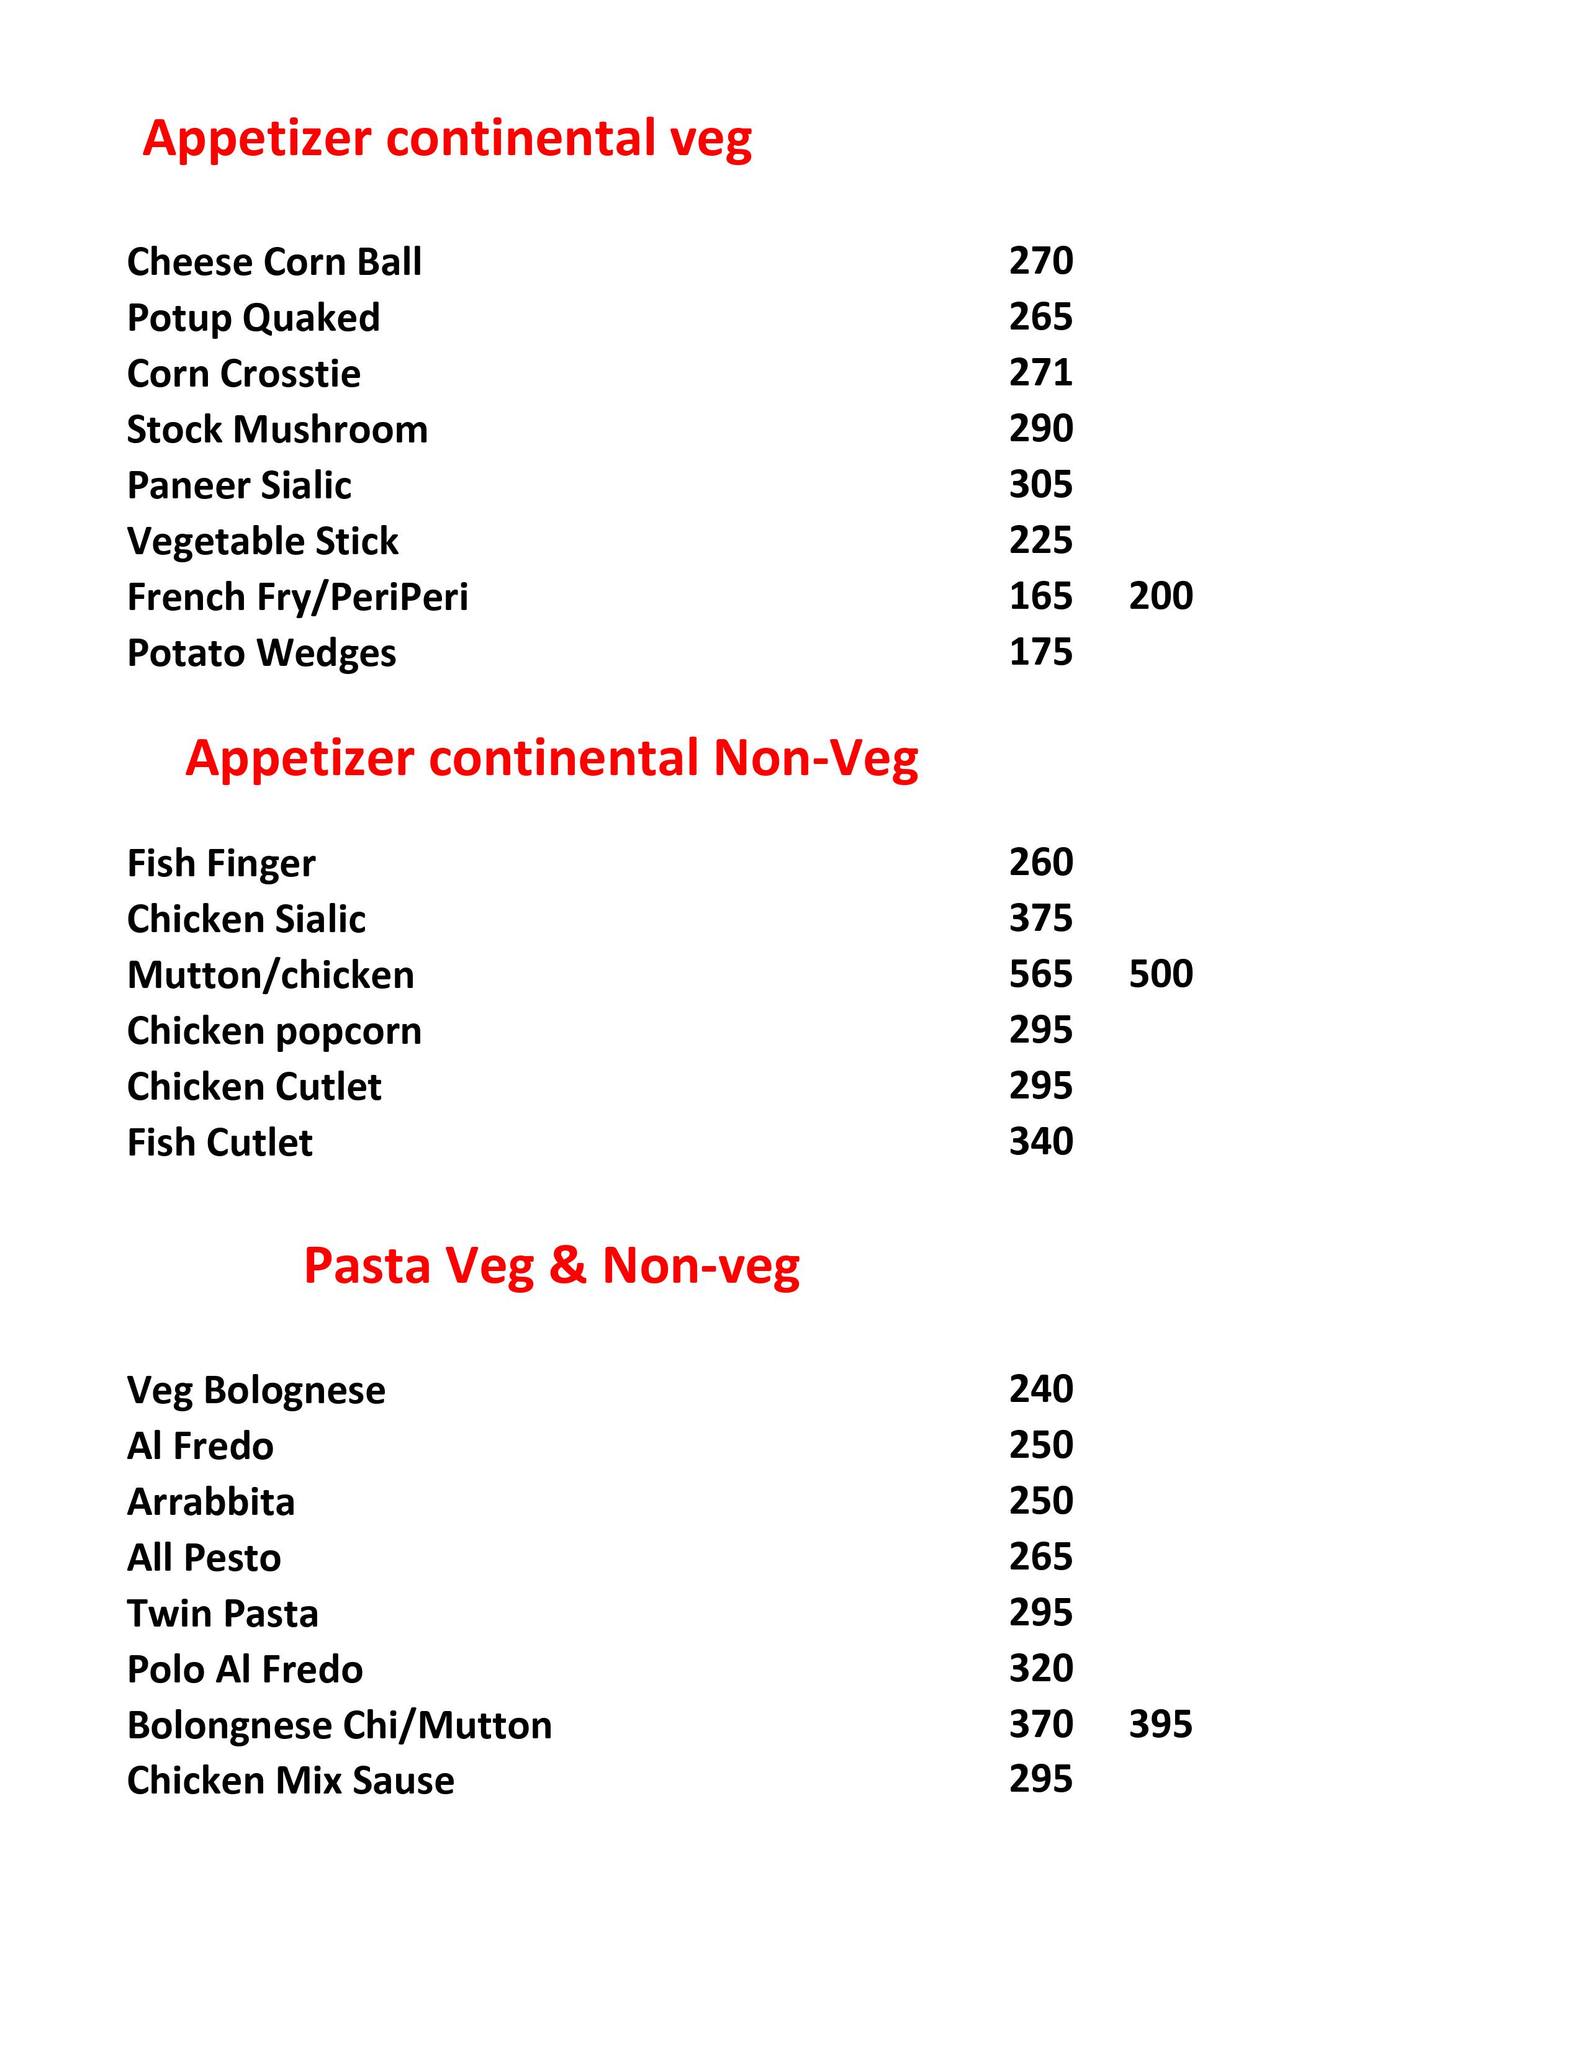 Appetizer continental veg
Cheese Corn Ball 270
Potup Quaked 265
Corn Crosstie 271
Stock Mushroom 290
Paneer Sialic 305
Vegetable Stick 225
French Fry/PeriPeri 165 200
Potato Wedges 175
Appetizer continental Non-Veg
Fish Finger 260
Chicken Sialic 375
Mutton/chicken 565 500
Chicken popcorn 295
Chicken Cutlet 295
Fish Cutlet 340
Pasta Veg & Non-veg
Veg Bolognese 240
Al Fredo 250
Arrabbita 250
All Pesto 265
Twin Pasta 295
Polo Al Fredo 320
Bolongnese Chi/Mutton 370 395
Chicken Mix Sause 295